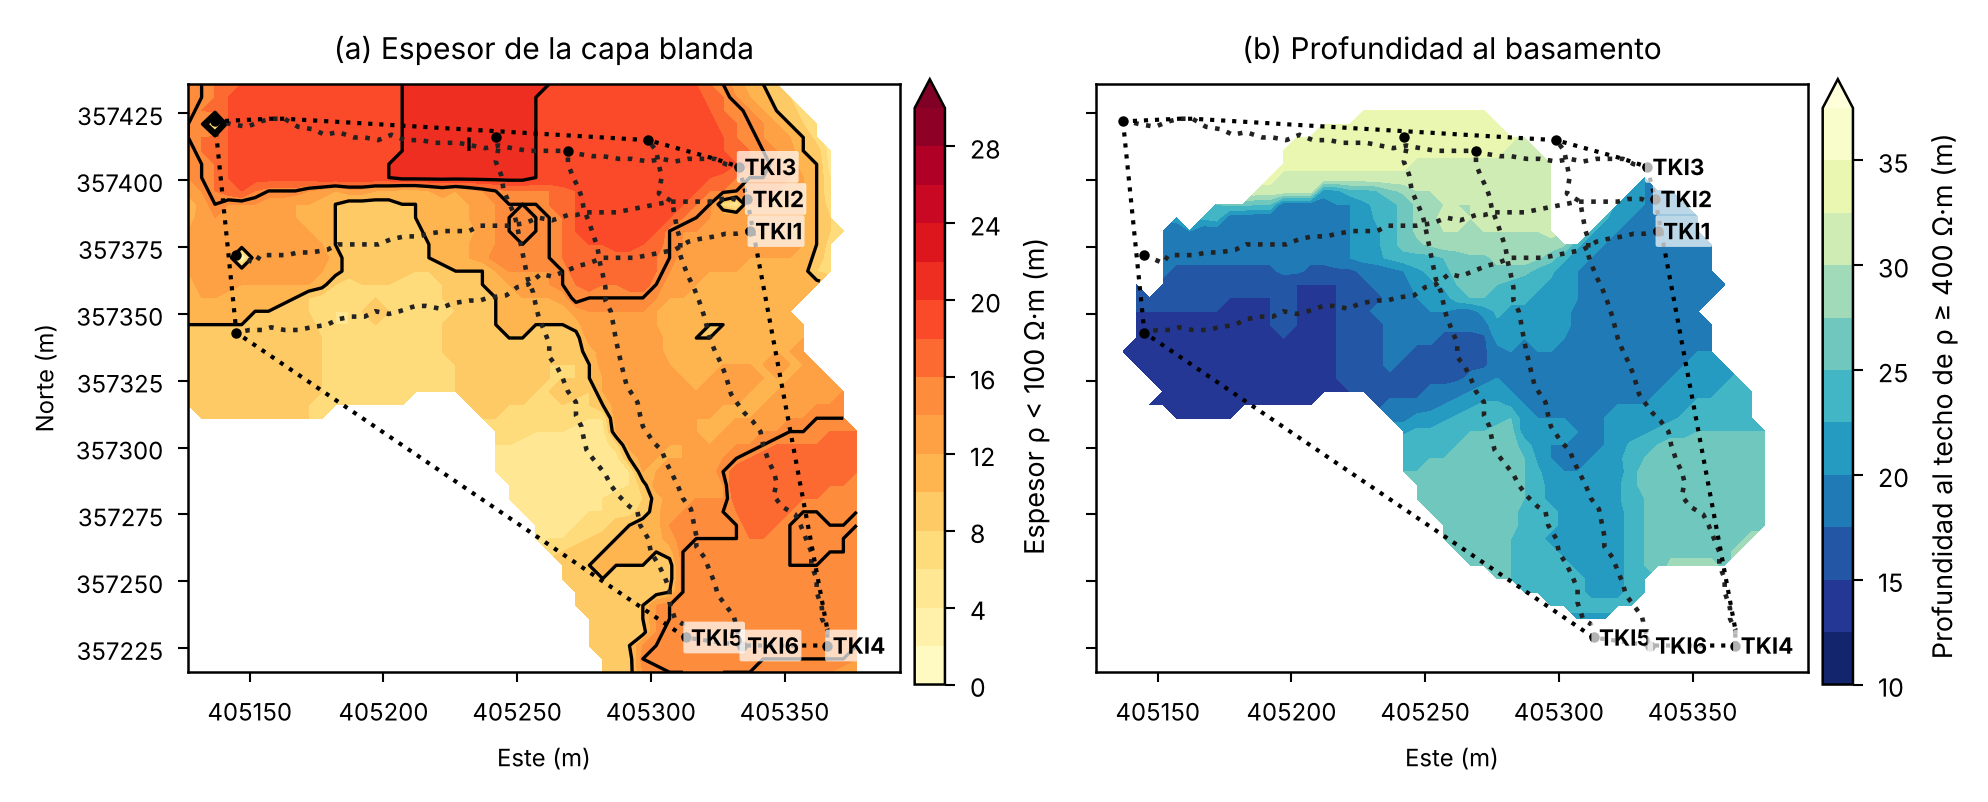 (a) Espesor de la capa blanda
357425
357400
357375
357350
357325
357300
357275
357250
357225
Norte (m)
TKI3
TKI2
TKI1
TKI5
TKI6
TKI4
405150
405200
405250
405300
405350
Este (m)
28
24
20
16
12
8
4
0
Espesor ρ < 100 Ω·m (m)
(b) Profundidad al basamento
TKI3
TKI2
TKI1
TKI5
TKI6
TKI4
405150
405200
405250
405300
405350
Este (m)
35
30
25
20
15
10
Profundidad al techo de ρ ≥ 400 Ω·m (m)